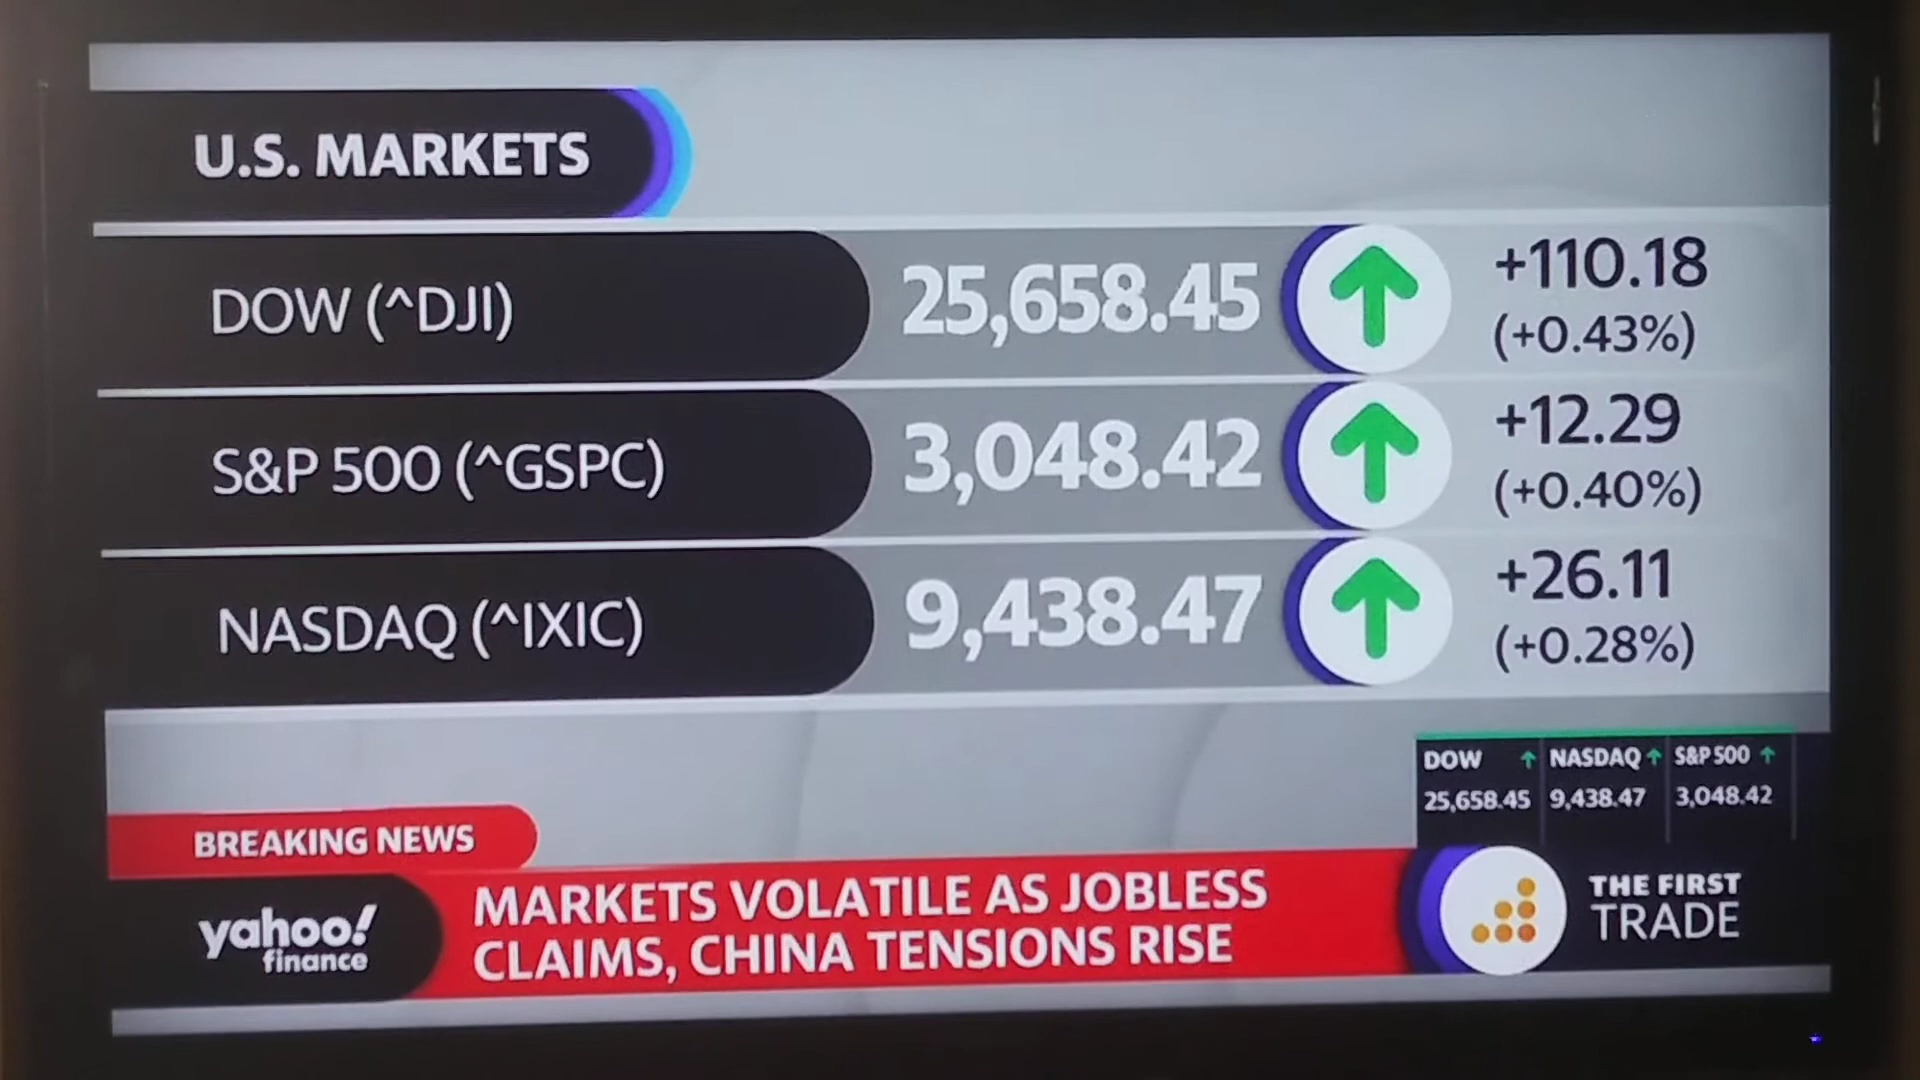 U.S. MARKETS
DOW (^DJI)
25,658.45
+110.18
(+0.43%)
S&P 500 (^GSPC)
3,048.42
+12.29
(+0.40%)
NASDAQ (^IXIC)
9,438.47
+26.11
(+0.28%)
DOW NASDAQ S&P 500
25,658.45 9,438.47 3,048.42
BREAKING NEWS
yahoo!
finance
MARKETS VOLATILE AS JOBLESS
CLAIMS, CHINA TENSIONS RISE
THE FIRST
TRADE